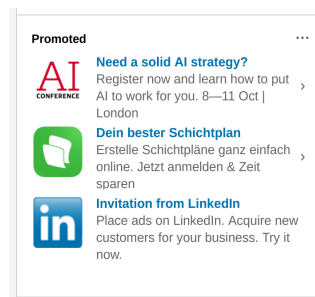 Promoted
Need a solid AI strategy?
AI
CONFERENCE
Register now and learn how to put
AI to work for you. 8—11 Oct |
London
Dein bester Schichtplan
Erstelle Schichtpläne ganz einfach
online. Jetzt anmelden & Zeit
sparen
Invitation from LinkedIn
in
Place ads on LinkedIn. Acquire new
customers for your business. Try it
now.